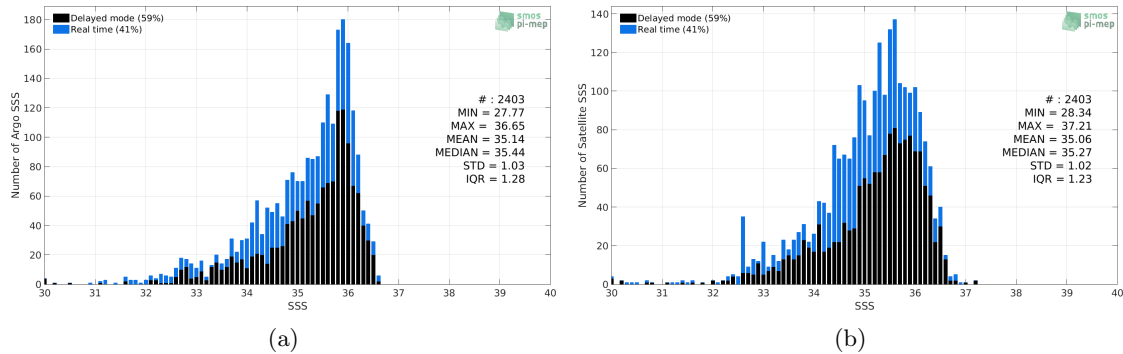 Delayed mode (59%)
Real time (41%)
smos
pi-mep
Number of Argo SSS
180
160
140
120
100
80
60
40
20
0
# : 2403
MIN = 27.77
MAX = 36.65
MEAN = 35.14
MEDIAN = 35.44
STD = 1.03
IQR = 1.28
30 31 32 33 34 35 36 37 38 39 40
SSS
(a)
Delayed mode (59%)
Real time (41%)
smos
pi-mep
Number of Satellite SSS
140
120
100
80
60
40
20
0
# : 2403
MIN = 28.34
MAX = 37.21
MEAN = 35.06
MEDIAN = 35.27
STD = 1.02
IQR = 1.23
30 31 32 33 34 35 36 37 38 39 40
SSS
(b)